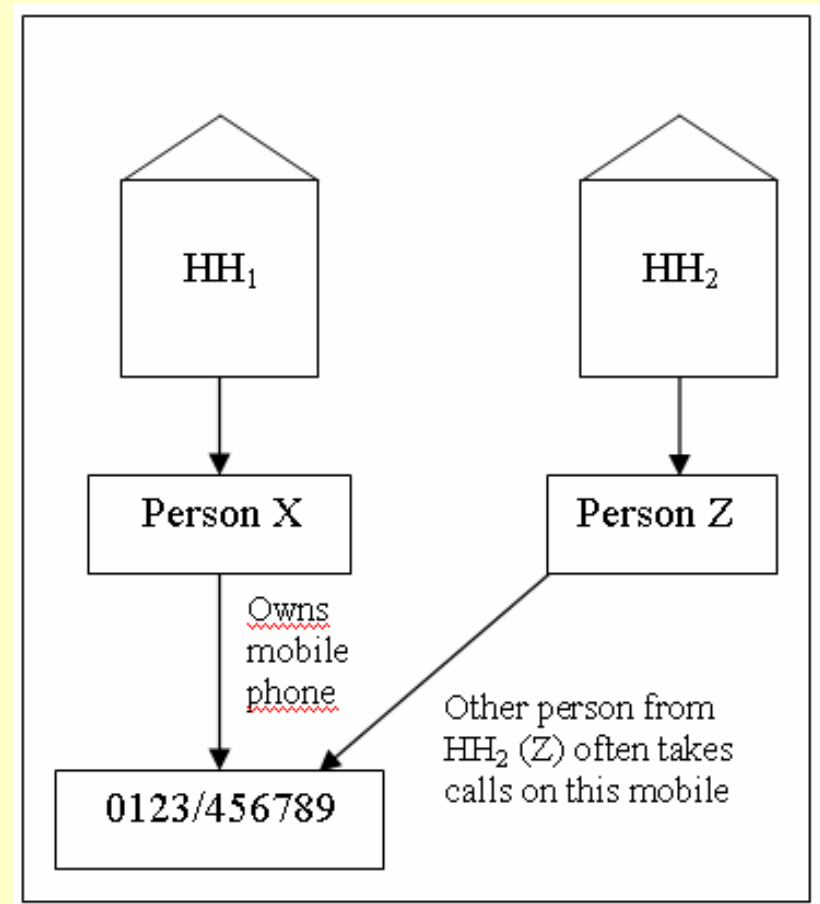 HH₁
HH₂
Person X
Person Z
Owns
mobile
phone
Other person from
HH₂ (Z) often takes
calls on this mobile
0123/456789